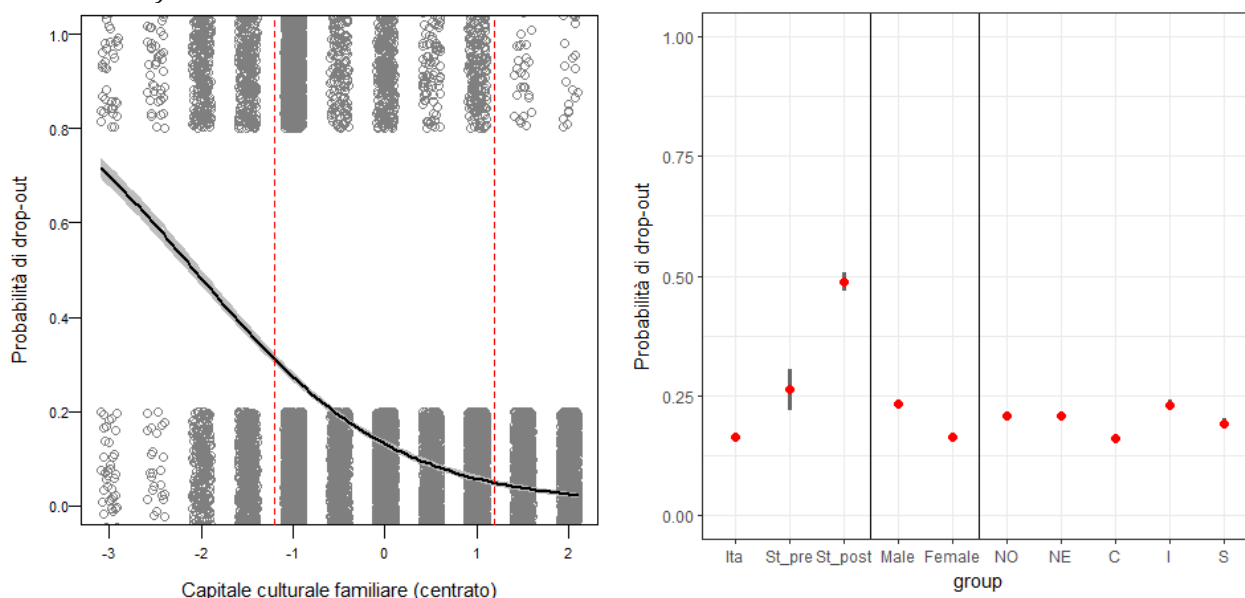 Probabilità di drop-out
1.0
0.8
0.6
0.4
0.2
0.0
-3 -2 -1 0 1 2
Capitale culturale familiare (centrato)
Probabilità di drop-out
1.00
0.75
0.50
0.25
0.00
Ita St_pre St_post Male Female NO NE C I S
group